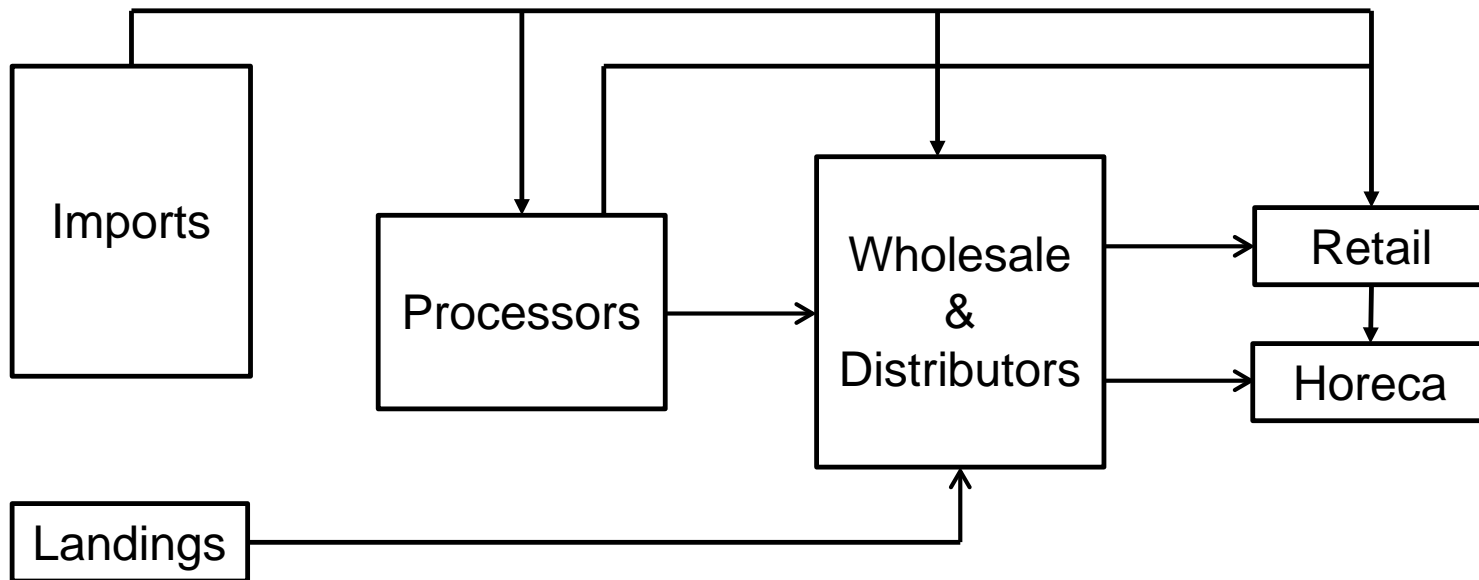 Imports
Processors
Wholesale
&
Distributors
Retail
Horeca
Landings